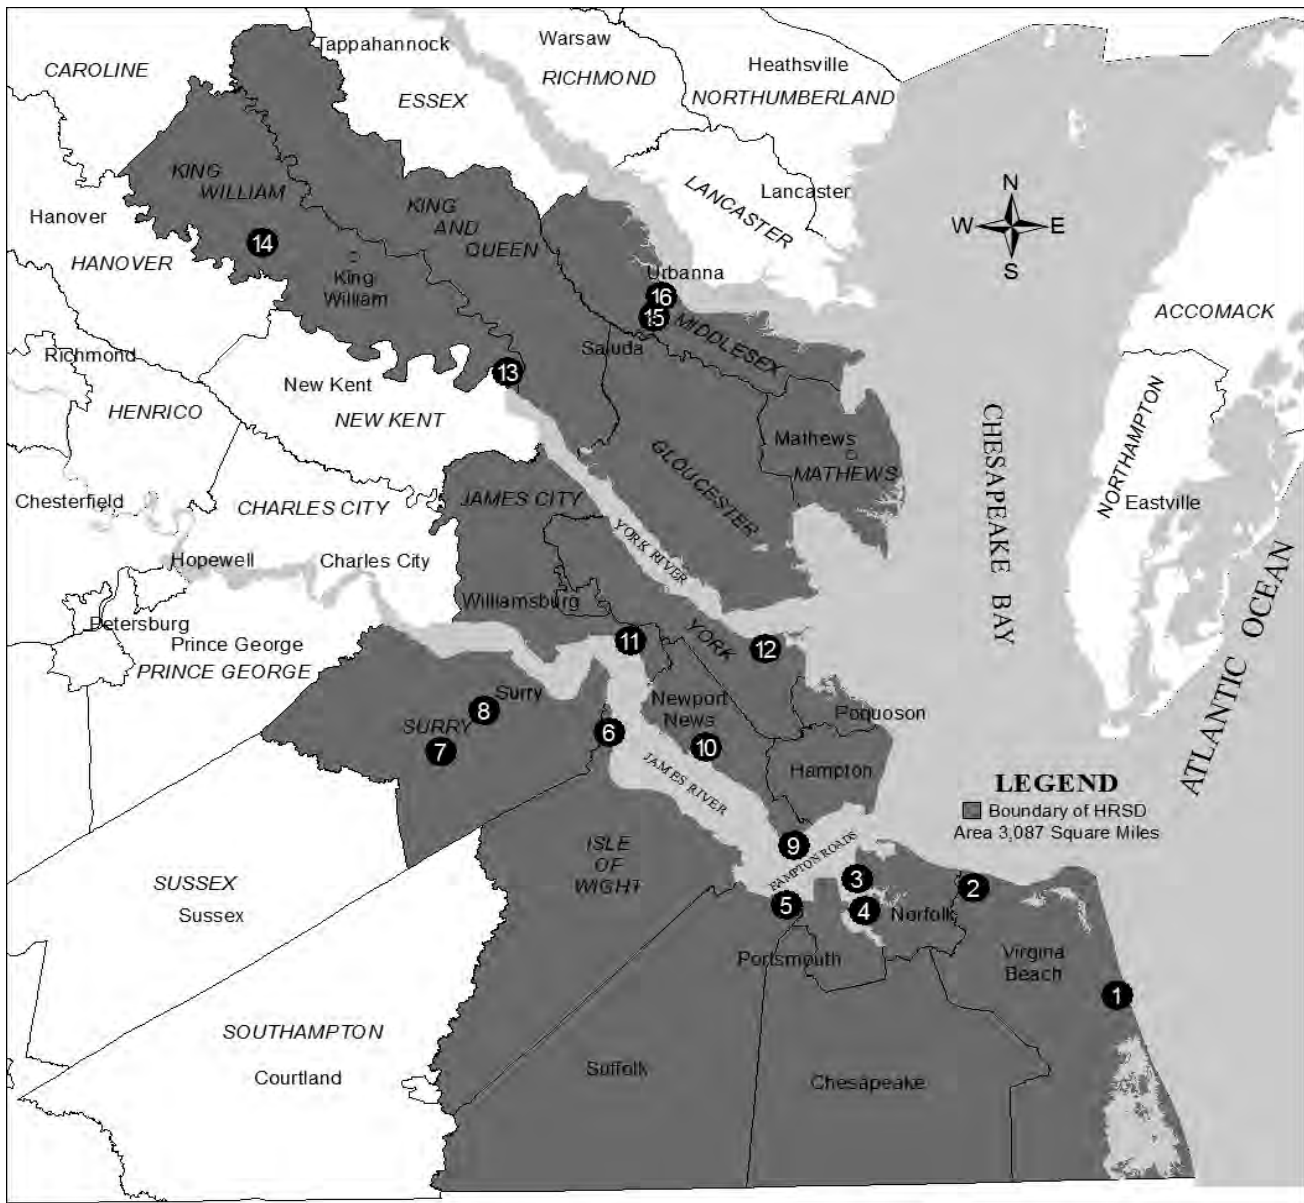 Tappahannock
Warsaw
RICHMOND
Heathsville
NORTHUMBERLAND
CAROLINE
ESSEX
KING
WILLIAM
KING
AND
QUEEN
LANCASTER
Lancaster
N
W
E
S
Hanover
HANOVER
14
King
William
Urbanna
16
15
MIDDLESEX
Saluda
ACCOMACK
Richmond
HENRICO
New Kent
NEW KENT
13
Mathews
MATHEWS
GLOUCESTER
CHESAPEAKE BAY
NORTHAMPTON
Eastville
Chesterfield
CHARLES CITY
JAMES CITY
YORK RIVER
Hopewell
Charles City
Williamsburg
Petersburg
Prince George
PRINCE GEORGE
11
YORK
12
ATLANTIC OCEAN
Surry
8
SURRY
7
6
Newport
News
10
Poquoson
JAMES RIVER
Hampton
LEGEND
Boundary of HRSD
Area 3,087 Square Miles
ISLE
OF
WIGHT
9
HAMPTON ROADS
3
2
5
4
Norfolk
SUSSEX
Sussex
Portsmouth
Virgina
Beach
1
SOUTHAMPTON
Courtland
Suffolk
Chesapeake